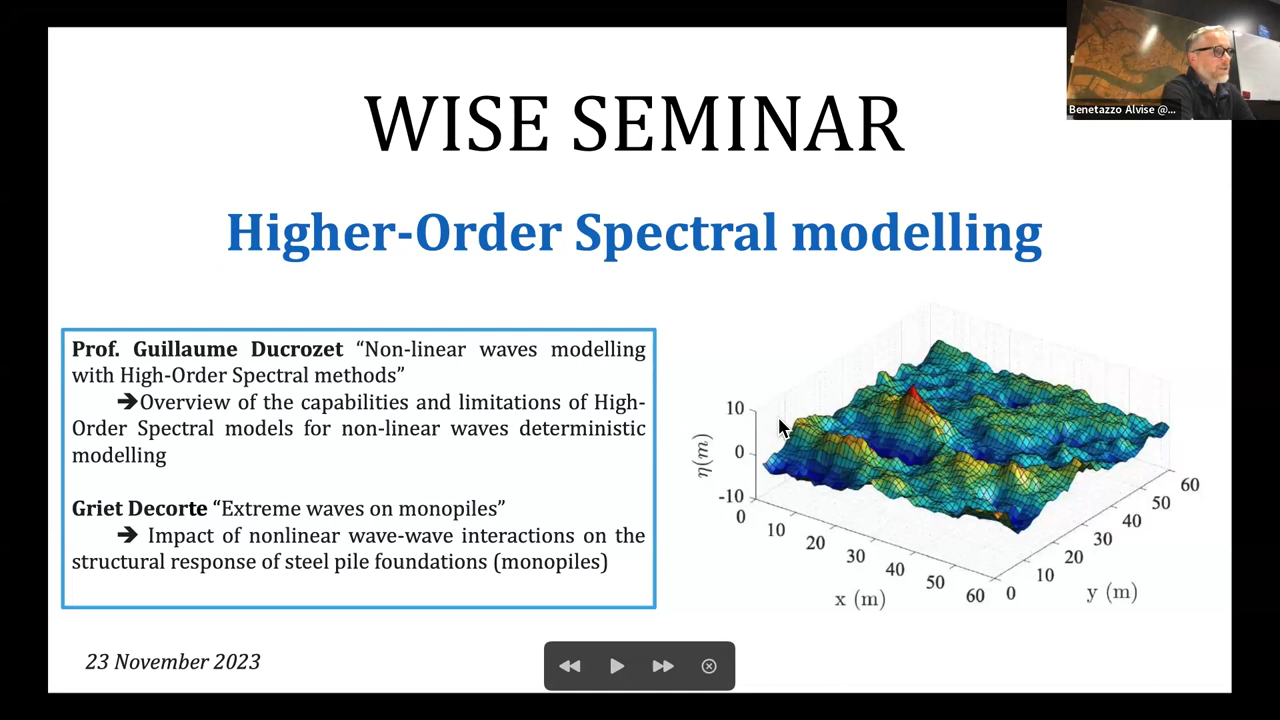 Benetazzo Alvise @...
WISE SEMINAR
Higher-Order Spectral modelling
Prof. Guillaume Ducrozet “Non-linear waves modelling
with High-Order Spectral methods”
➔Overview of the capabilities and limitations of High-
Order Spectral models for non-linear waves deterministic
modelling
Griet Decorte “Extreme waves on monopiles”
➔ Impact of nonlinear wave-wave interactions on the
structural response of steel pile foundations (monopiles)
10
0
-10
η(m)
0
10
20
30
40
50
60
x (m)
0
10
20
30
40
50
60
y (m)
23 November 2023